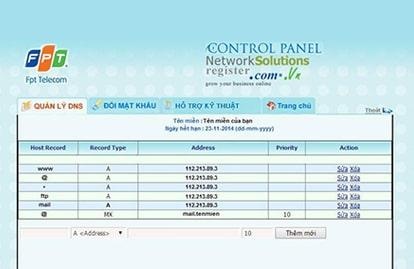 FPT
Fpt Telecom
CONTROL PANEL
NetworkSolutions
register.com.Vn
grow your business online
QUẢN LÝ DNS ĐỔI MẬT KHẨU HỖ TRỢ KỸ THUẬT Trang chủ
Thoát
Tên miền :Tên miền của bạn
Ngày hết hạn : 23-11-2014 (dd-mm-yyyy)
Host Record Record Type Address Priority Action
www A 112.213.89.3 Sửa Xóa
@ A 112.213.89.3 Sửa Xóa
* A 112.213.89.3 Sửa Xóa
ftp A 112.213.89.3 Sửa Xóa
mail A 112.213.89.3 Sửa Xóa
@ MX mail.tenmien 10 Sửa Xóa
A <Address> 10 Thêm mới